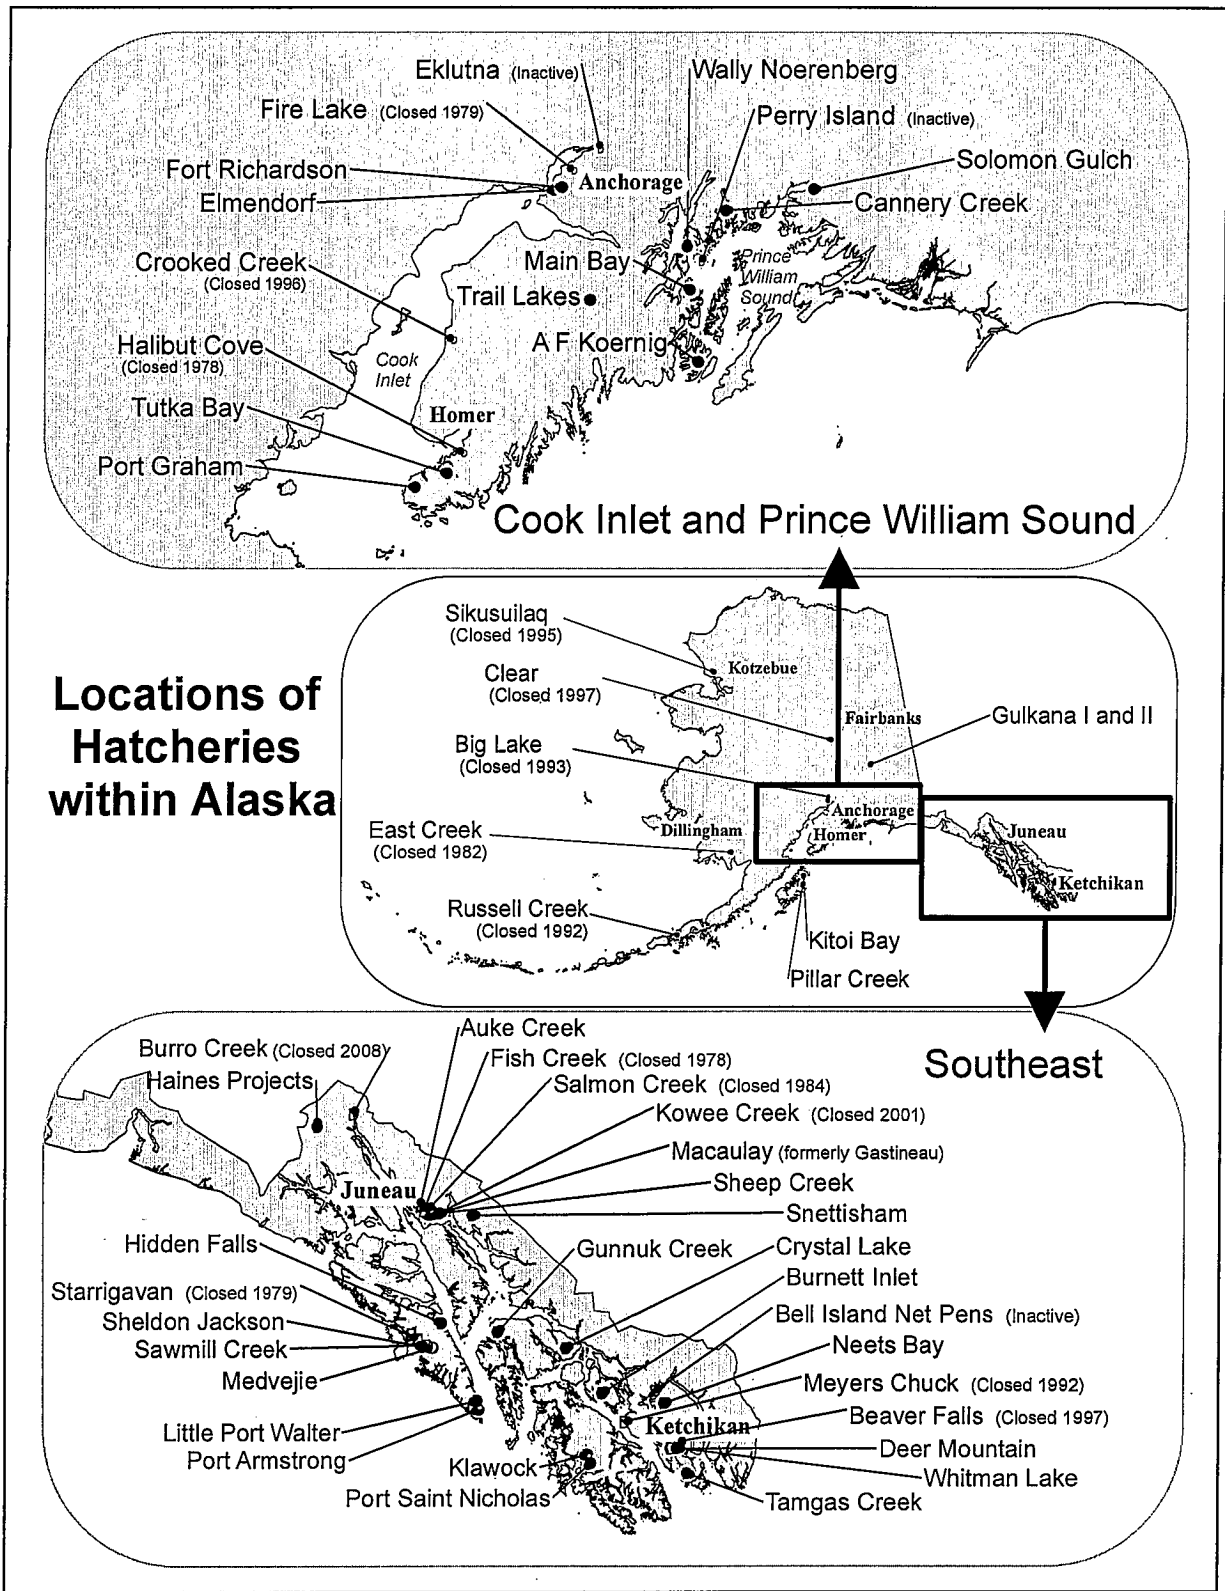 Eklutna (Inactive)
Wally Noerenberg
Fire Lake (Closed 1979)
Perry Island (Inactive)
Fort Richardson
Anchorage
Solomon Gulch
Elmendorf
Cannery Creek
Crooked Creek
(Closed 1996)
Main Bay
Prince
William
Sound
Trail Lakes
Halibut Cove
(Closed 1978)
Cook
Inlet
A F Koernig
Tutka Bay
Homer
Port Graham
Cook Inlet and Prince William Sound
Locations of
Hatcheries
within Alaska
Sikusuilaq
(Closed 1995)
Kotzebue
Clear
(Closed 1997)
Fairbanks
Gulkana I and II
Big Lake
(Closed 1993)
Anchorage
East Creek
(Closed 1982)
Dillingham
Homer
Juneau
Ketchikan
Russell Creek
(Closed 1992)
Kitoi Bay
Pillar Creek
Southeast
Auke Creek
Burro Creek (Closed 2008)
Fish Creek (Closed 1978)
Haines Projects
Salmon Creek (Closed 1984)
Kowee Creek (Closed 2001)
Macaulay (formerly Gastineau)
Juneau
Sheep Creek
Snettisham
Hidden Falls
Gunnuk Creek
Crystal Lake
Burnett Inlet
Starrigavan (Closed 1979)
Bell Island Net Pens (Inactive)
Sheldon Jackson
Neets Bay
Sawmill Creek
Medvejie
Meyers Chuck (Closed 1992)
Beaver Falls (Closed 1997)
Little Port Walter
Ketchikan
Deer Mountain
Port Armstrong
Klawock
Whitman Lake
Port Saint Nicholas
Tamgas Creek